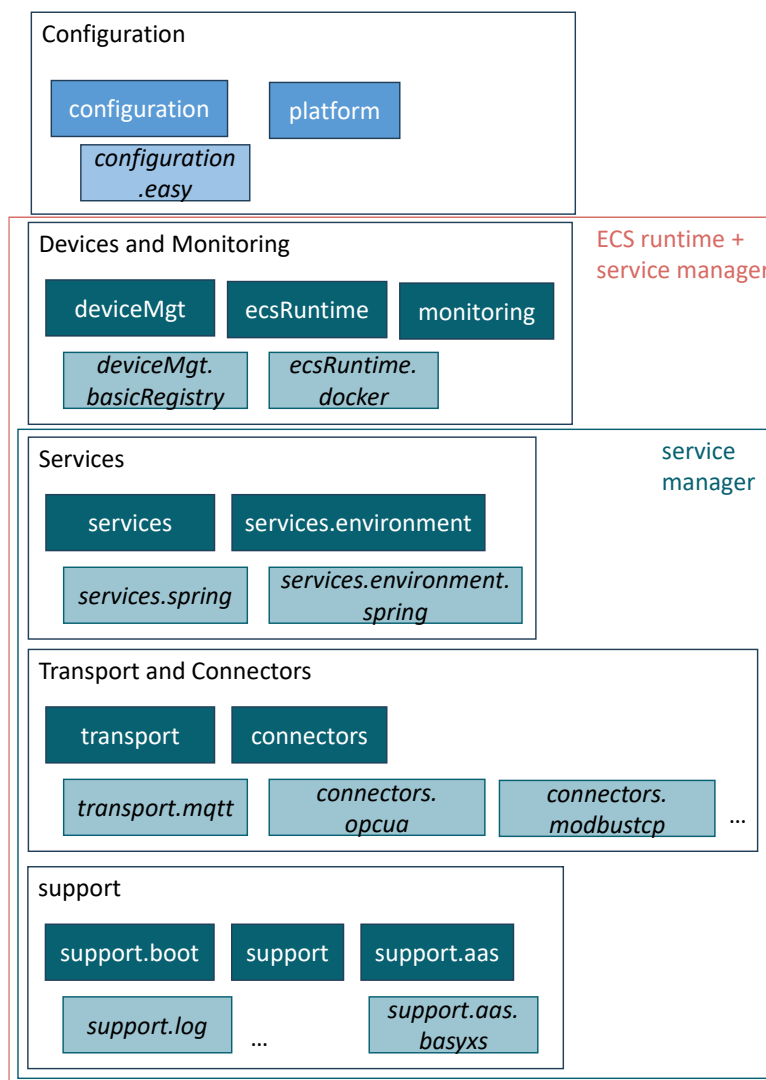 Configuration
configuration
platform
configuration
.easy
ECS runtime +
service manager
Devices and Monitoring
deviceMgt
ecsRuntime
monitoring
deviceMgt.
basicRegistry
ecsRuntime.
docker
service
manager
Services
services
services.environment
services.spring
services.environment.
spring
Transport and Connectors
transport
connectors
transport.mqtt
connectors.
opcua
connectors.
modbustcp
...
support
support.boot
support
support.aas
support.log
...
support.aas.
basyxs